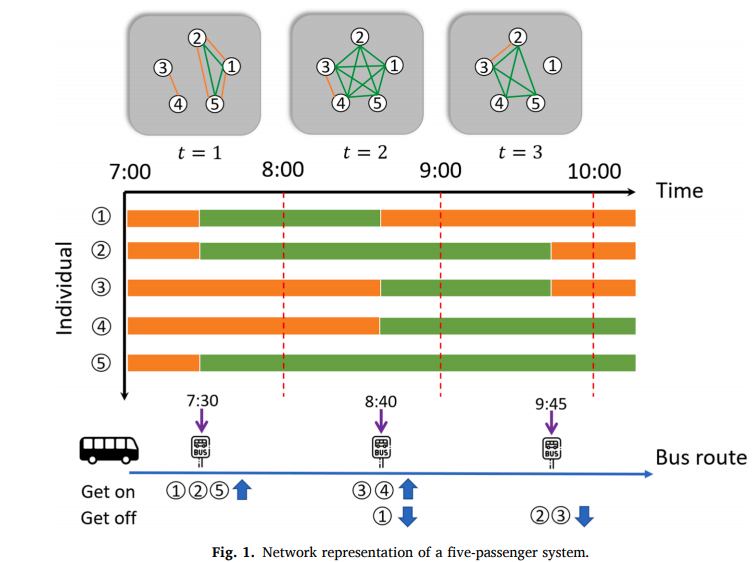 ② ① ③ ④ ⑤
② ③ ① ④ ⑤
② ③ ① ④ ⑤
t = 1 t = 2 t = 3
7:00 8:00 9:00 10:00
Time
Individual
①
②
③
④
⑤
7:30 8:40 9:45
BUS BUS BUS
Bus route
Get on ①②⑤ ③④
Get off ① ②③
Fig. 1. Network representation of a five-passenger system.